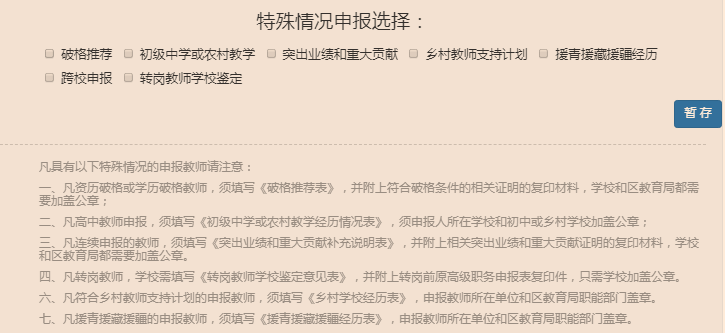 特殊情况申报选择：
破格推荐 初级中学或农村教学 突出业绩和重大贡献 乡村教师支持计划 援青援藏援疆经历
跨校申报 转岗教师学校鉴定
暂存
凡具有以下特殊情况的申报教师请注意：
一、凡资历破格或学历破格教师，须填写《破格推荐表》，并附上符合破格条件的相关证明的复印材料，学校和区教育局都需
要加盖公章；
二、凡高中教师申报，须填写《初级中学或农村教学经历情况表》，须申报人所在学校和初中或乡村学校加盖公章；
三、凡连续申报的教师，须填写《突出业绩和重大贡献补充说明表》，并附上相关突出业绩和重大贡献证明的复印材料，学校
和区教育局都需要加盖公章。
四、凡转岗教师，学校需填写《转岗教师学校鉴定意见表》，并附上转岗前原高级职务申报表复印件，只需学校加盖公章。
六、凡符合乡村教师支持计划的申报教师，须填写《乡村学校经历表》，申报教师所在单位和区教育局职能部门盖章。
七、凡援青援藏援疆的申报教师，须填写《援青援藏援疆经历表》，申报教师所在单位和区教育局职能部门盖章。